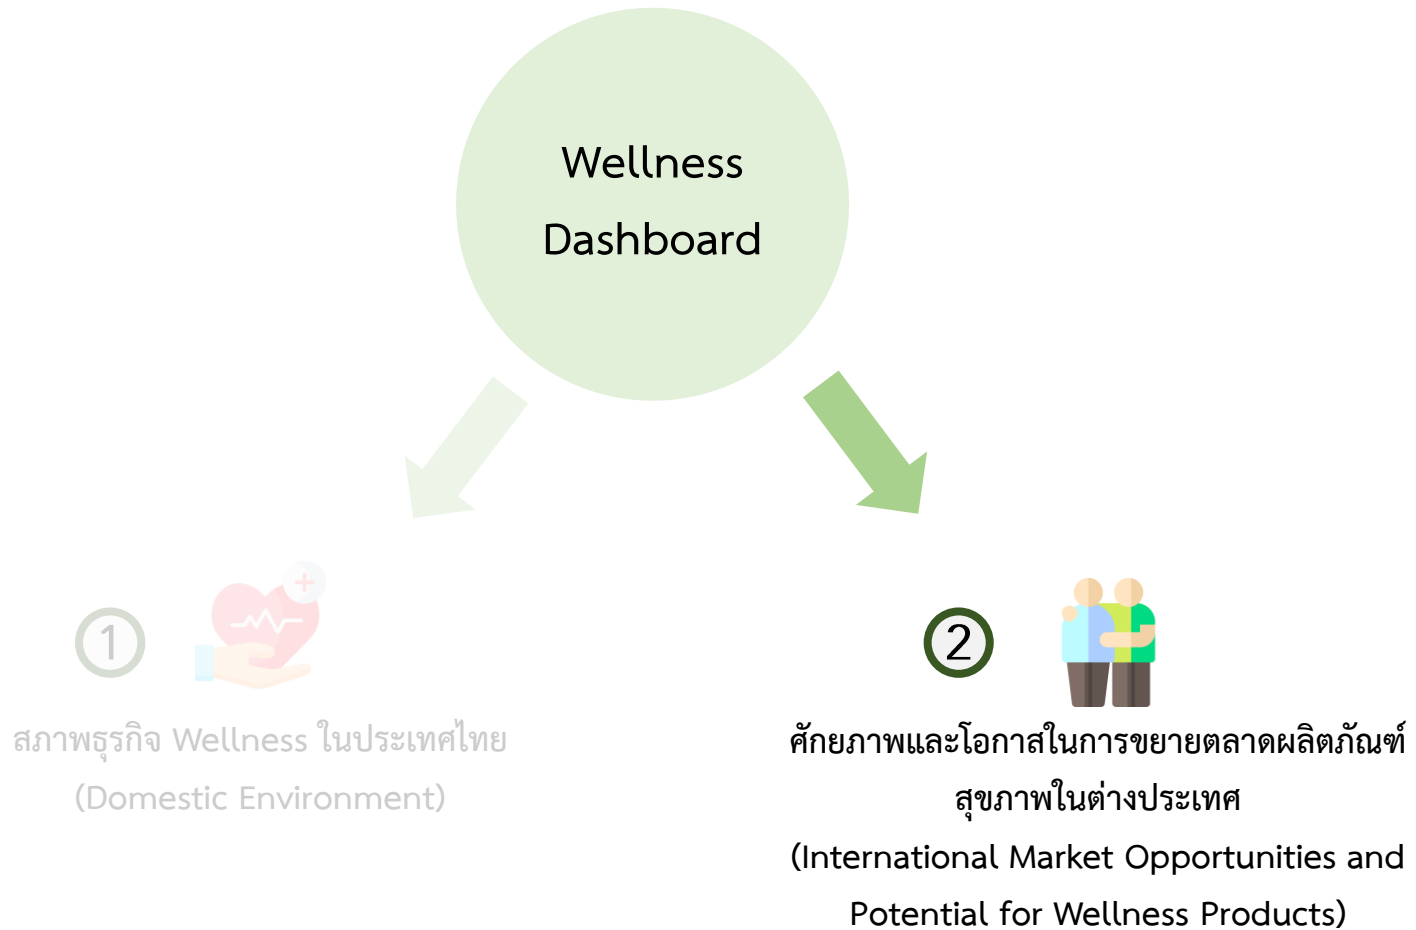 Wellness
Dashboard
1
สภาพธุรกิจ Wellness ในประเทศไทย
(Domestic Environment)
2
ศักยภาพและโอกาสในการขยายตลาดผลิตภัณฑ์
สุขภาพในต่างประเทศ
(International Market Opportunities and
Potential for Wellness Products)